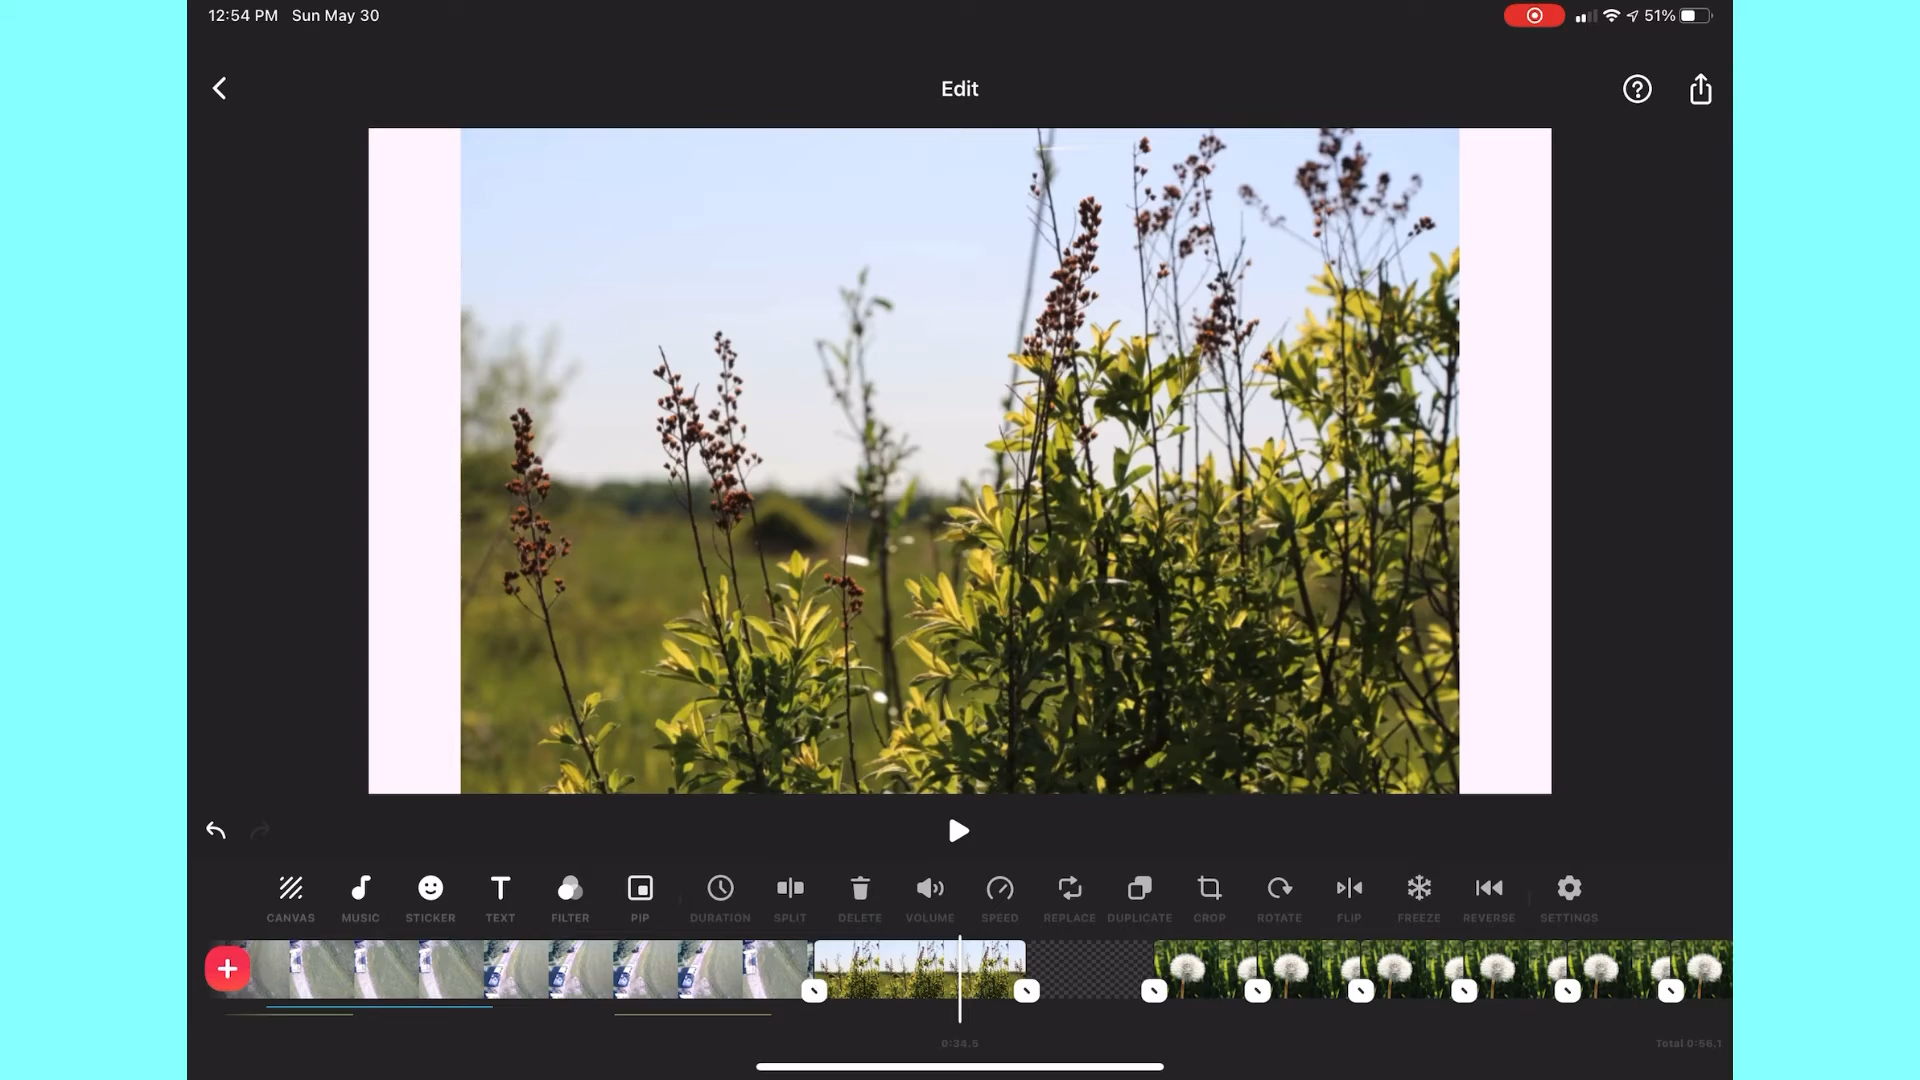 12:54 PM Sun May 30
51%
Edit
CANVAS MUSIC STICKER TEXT FILTER PIP DURATION SPLIT DELETE VOLUME SPEED REPLACE DUPLICATE CROP ROTATE FLIP FREEZE REVERSE SETTINGS
0:34.5
Total 0:56.1